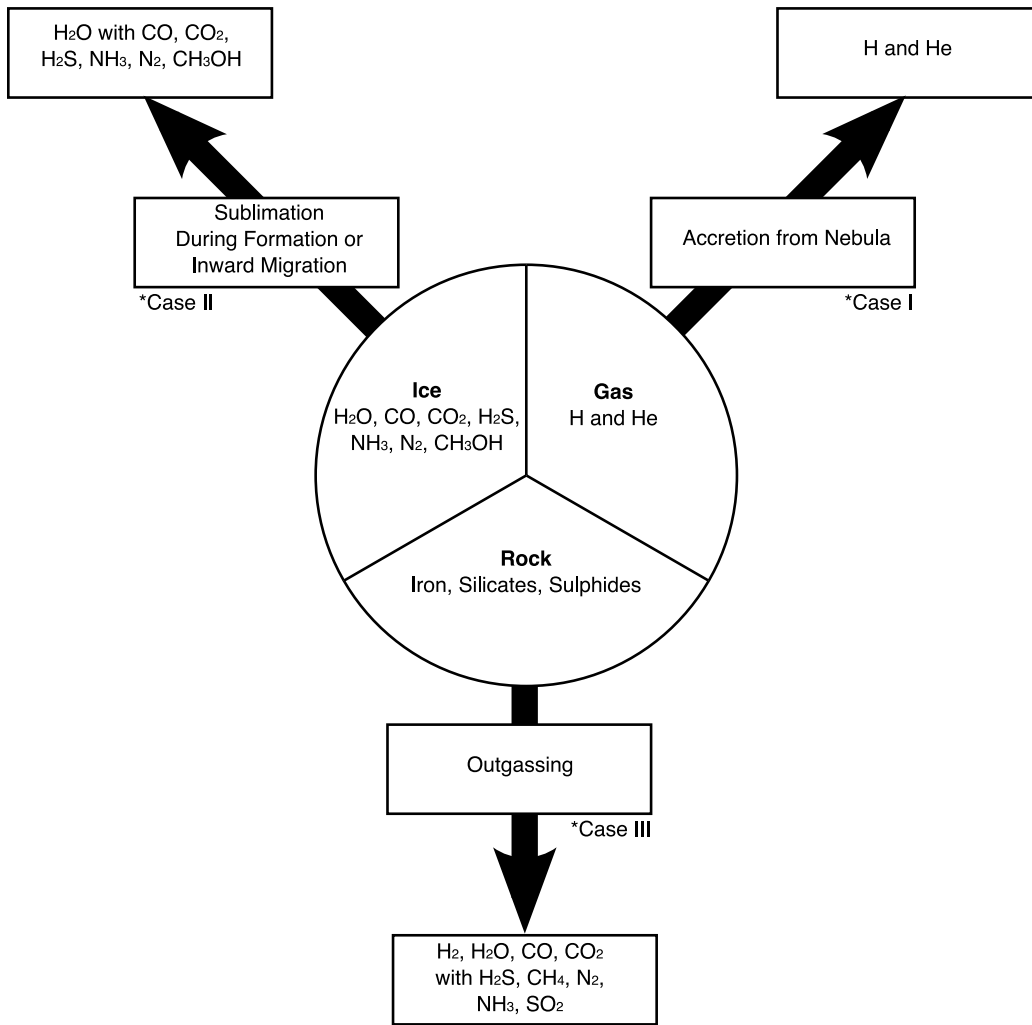 H₂O with CO, CO₂,
H₂S, NH₃, N₂, CH₃OH
H and He
Sublimation
During Formation or
Inward Migration
*Case II
Accretion from Nebula
*Case I
Ice
H₂O, CO, CO₂, H₂S,
NH₃, N₂, CH₃OH
Gas
H and He
Rock
Iron, Silicates, Sulphides
Outgassing
*Case III
H₂, H₂O, CO, CO₂
with H₂S, CH₄, N₂,
NH₃, SO₂